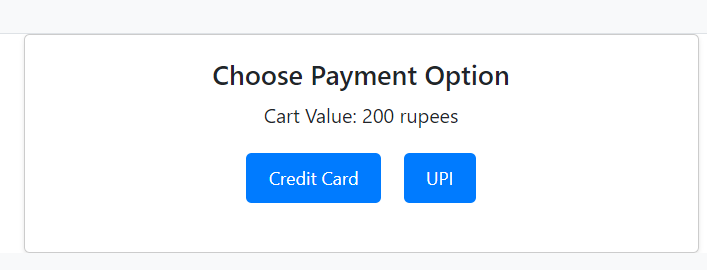 Choose Payment Option
Cart Value: 200 rupees
Credit Card UPI